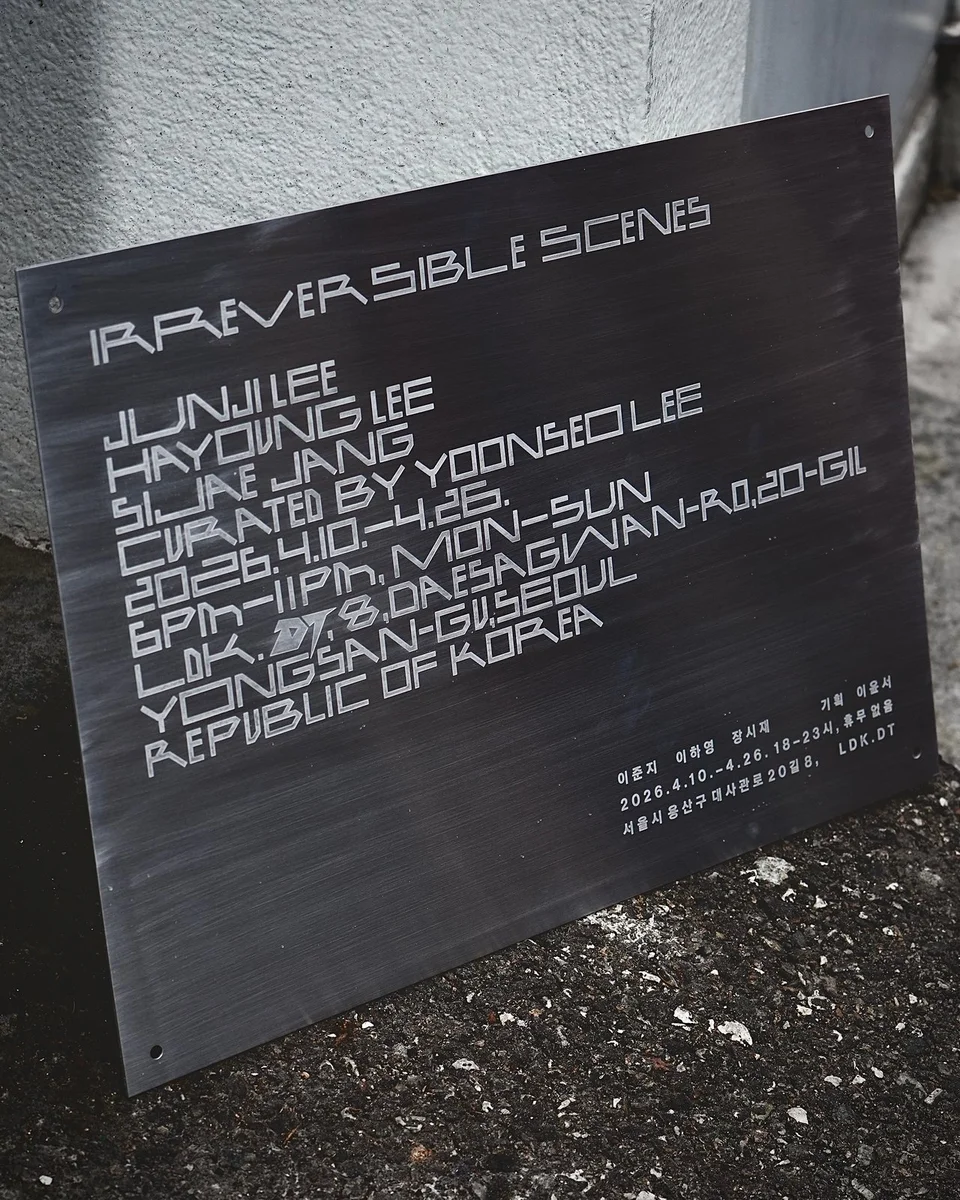 IRREVERSIBLE SCENES
JUNJI LEE
HAYOUNG LEE
SIJAE JANG
CURATED BY YOONSEO LEE
2026.4.10.–4.26.
6PM–11PM, MON–SUN
LDK.DT, 8, DAESAGWAN-RO, 20-GIL
YONGSAN-GU, SEOUL
REPUBLIC OF KOREA
이준지 이하영 장시재 기획 이윤서
2026.4.10.–4.26. 18–23시, 휴무 없음
서울시 용산구 대사관로 20길 8, LDK.DT